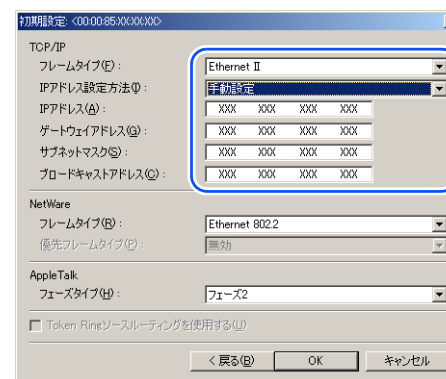 初期設定: <00:00:85:XX:XX:XX>
TCP/IP
フレームタイプ(F): Ethernet II
IPアドレス設定方法(I): 手動設定
IPアドレス(A): XXX XXX XXX XXX
ゲートウェイアドレス(G): XXX XXX XXX XXX
サブネットマスク(S): XXX XXX XXX XXX
ブロードキャストアドレス(C): XXX XXX XXX XXX
NetWare
フレームタイプ(R): Ethernet 802.2
優先フレームタイプ(P): 無効
AppleTalk
フェーズタイプ(H): フェーズ2
Token Ringソースルーティングを使用する(U)
< 戻る(B) OK キャンセル